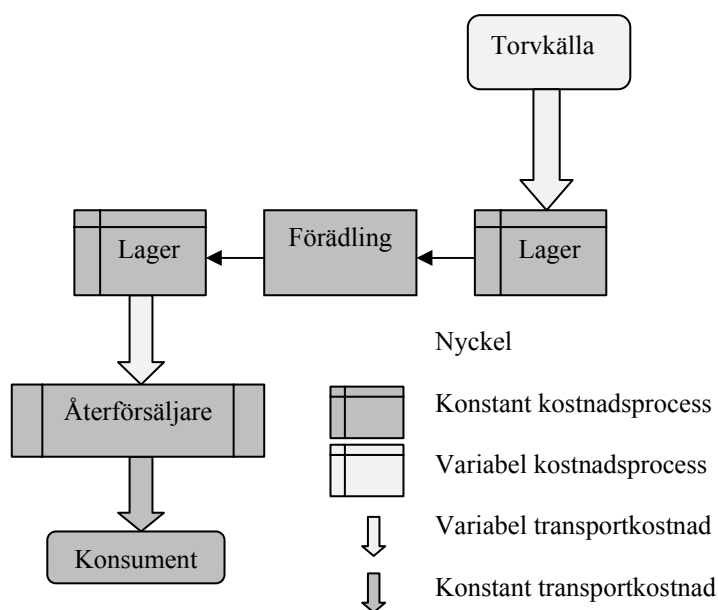 Torvkälla
Lager
Förädling
Lager
Återförsäljare
Konsument
Nyckel
Konstant kostnadsprocess
Variabel kostnadsprocess
Variabel transportkostnad
Konstant transportkostnad